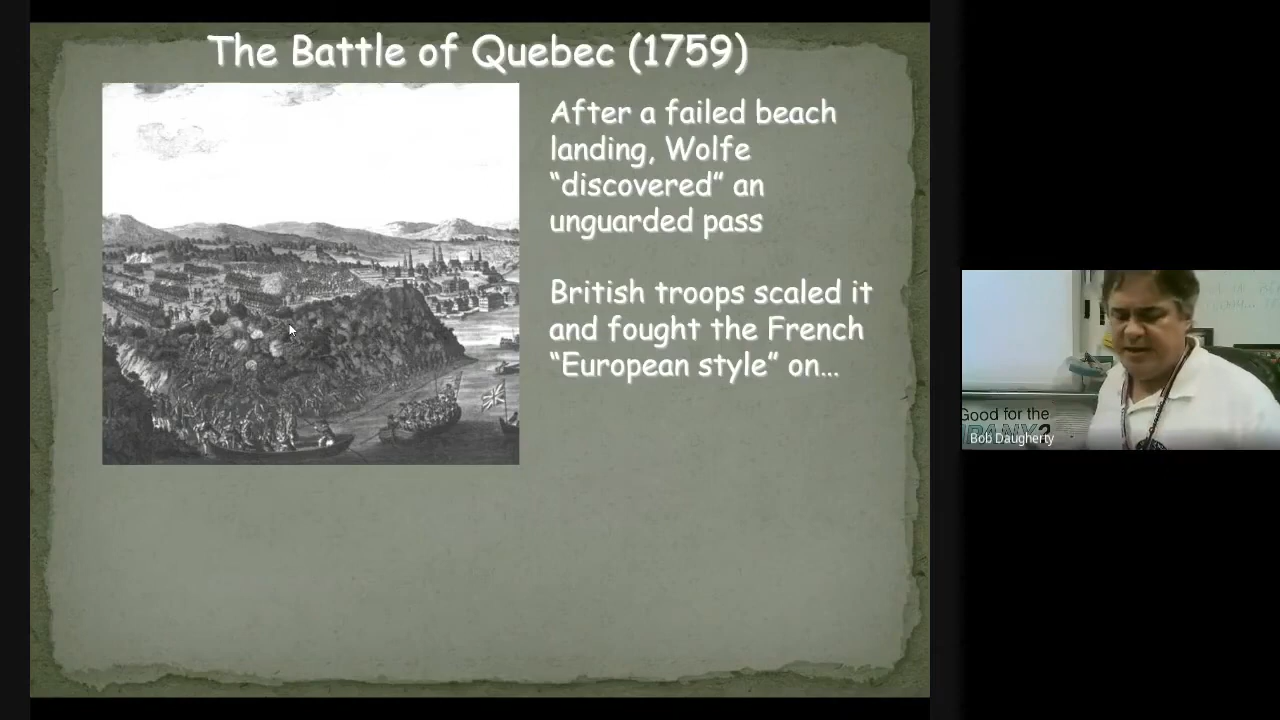 The Battle of Quebec (1759)
After a failed beach
landing, Wolfe
“discovered” an
unguarded pass
British troops scaled it
and fought the French
“European style” on…
Good for the
Bob Daugherty